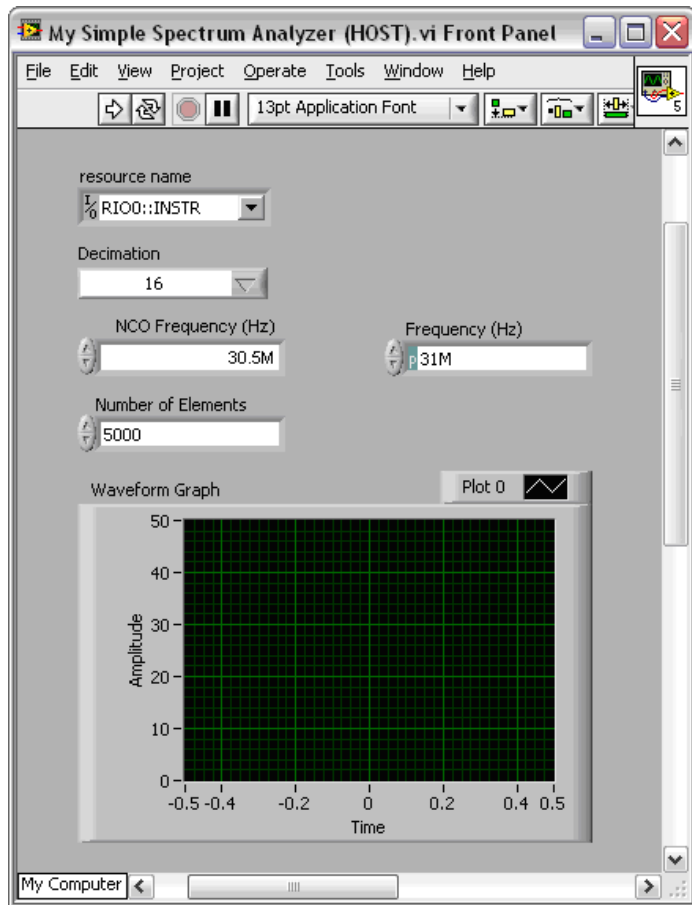 My Simple Spectrum Analyzer (HOST).vi Front Panel
File Edit View Project Operate Tools Window Help
13pt Application Font
5
resource name
I/O RIO0::INSTR
Decimation
16
NCO Frequency (Hz)
30.5M
Frequency (Hz)
p 31M
Number of Elements
5000
Waveform Graph
Plot 0
50
40
30
20
10
0
Amplitude
-0.5 -0.4 -0.2 0 0.2 0.4 0.5
Time
My Computer